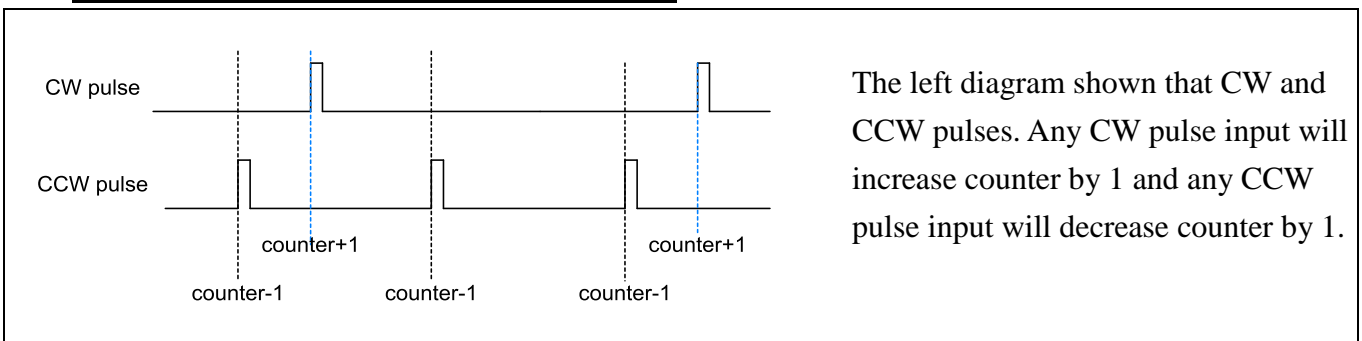 CW pulse
CCW pulse
counter+1
counter+1
counter-1
counter-1
counter-1
The left diagram shown that CW and
CCW pulses. Any CW pulse input will
increase counter by 1 and any CCW
pulse input will decrease counter by 1.